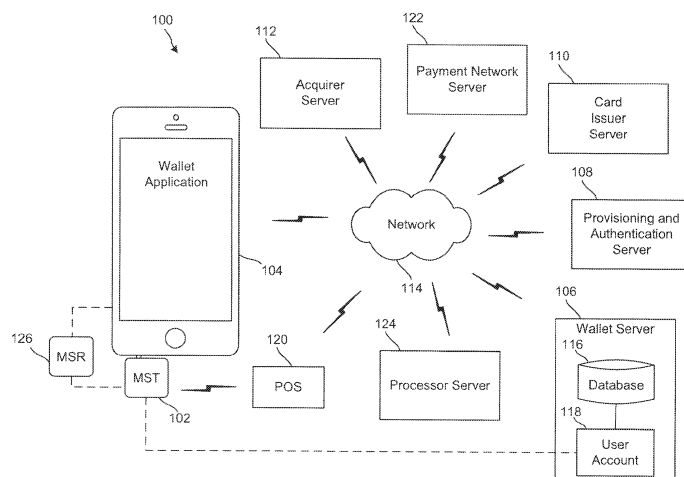 100
112
Acquirer
Server
122
Payment Network
Server
110
Card
Issuer
Server
Wallet
Application
104
Network
114
108
Provisioning and
Authentication
Server
126
MSR
MST
102
120
POS
124
Processor Server
106
Wallet Server
116
Database
118
User
Account